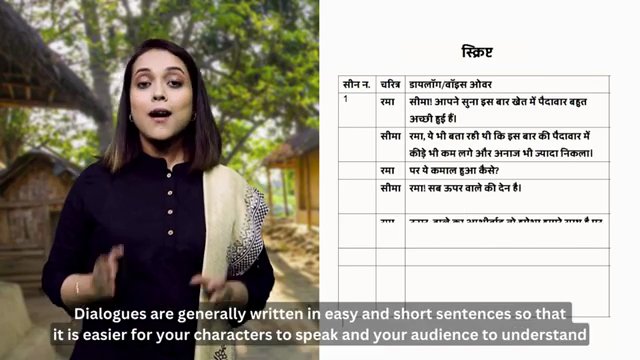 स्क्रिप्ट
सीन न. चरित्र डायलॉग/वॉइस ओवर
1 रमा सीमा! आपने सुना इस बार खेत में पैदावार बहुत
अच्छी हुई हैं।
सीमा रमा, ये भी बता रही थी कि इस बार की पैदावार में
कीड़े भी कम लगे और अनाज भी ज्यादा निकला।
रमा पर ये कमाल हुआ कैसे?
सीमा रमा! सब ऊपर वाले की देन है।
Dialogues are generally written in easy and short sentences so that
it is easier for your characters to speak and your audience to understand